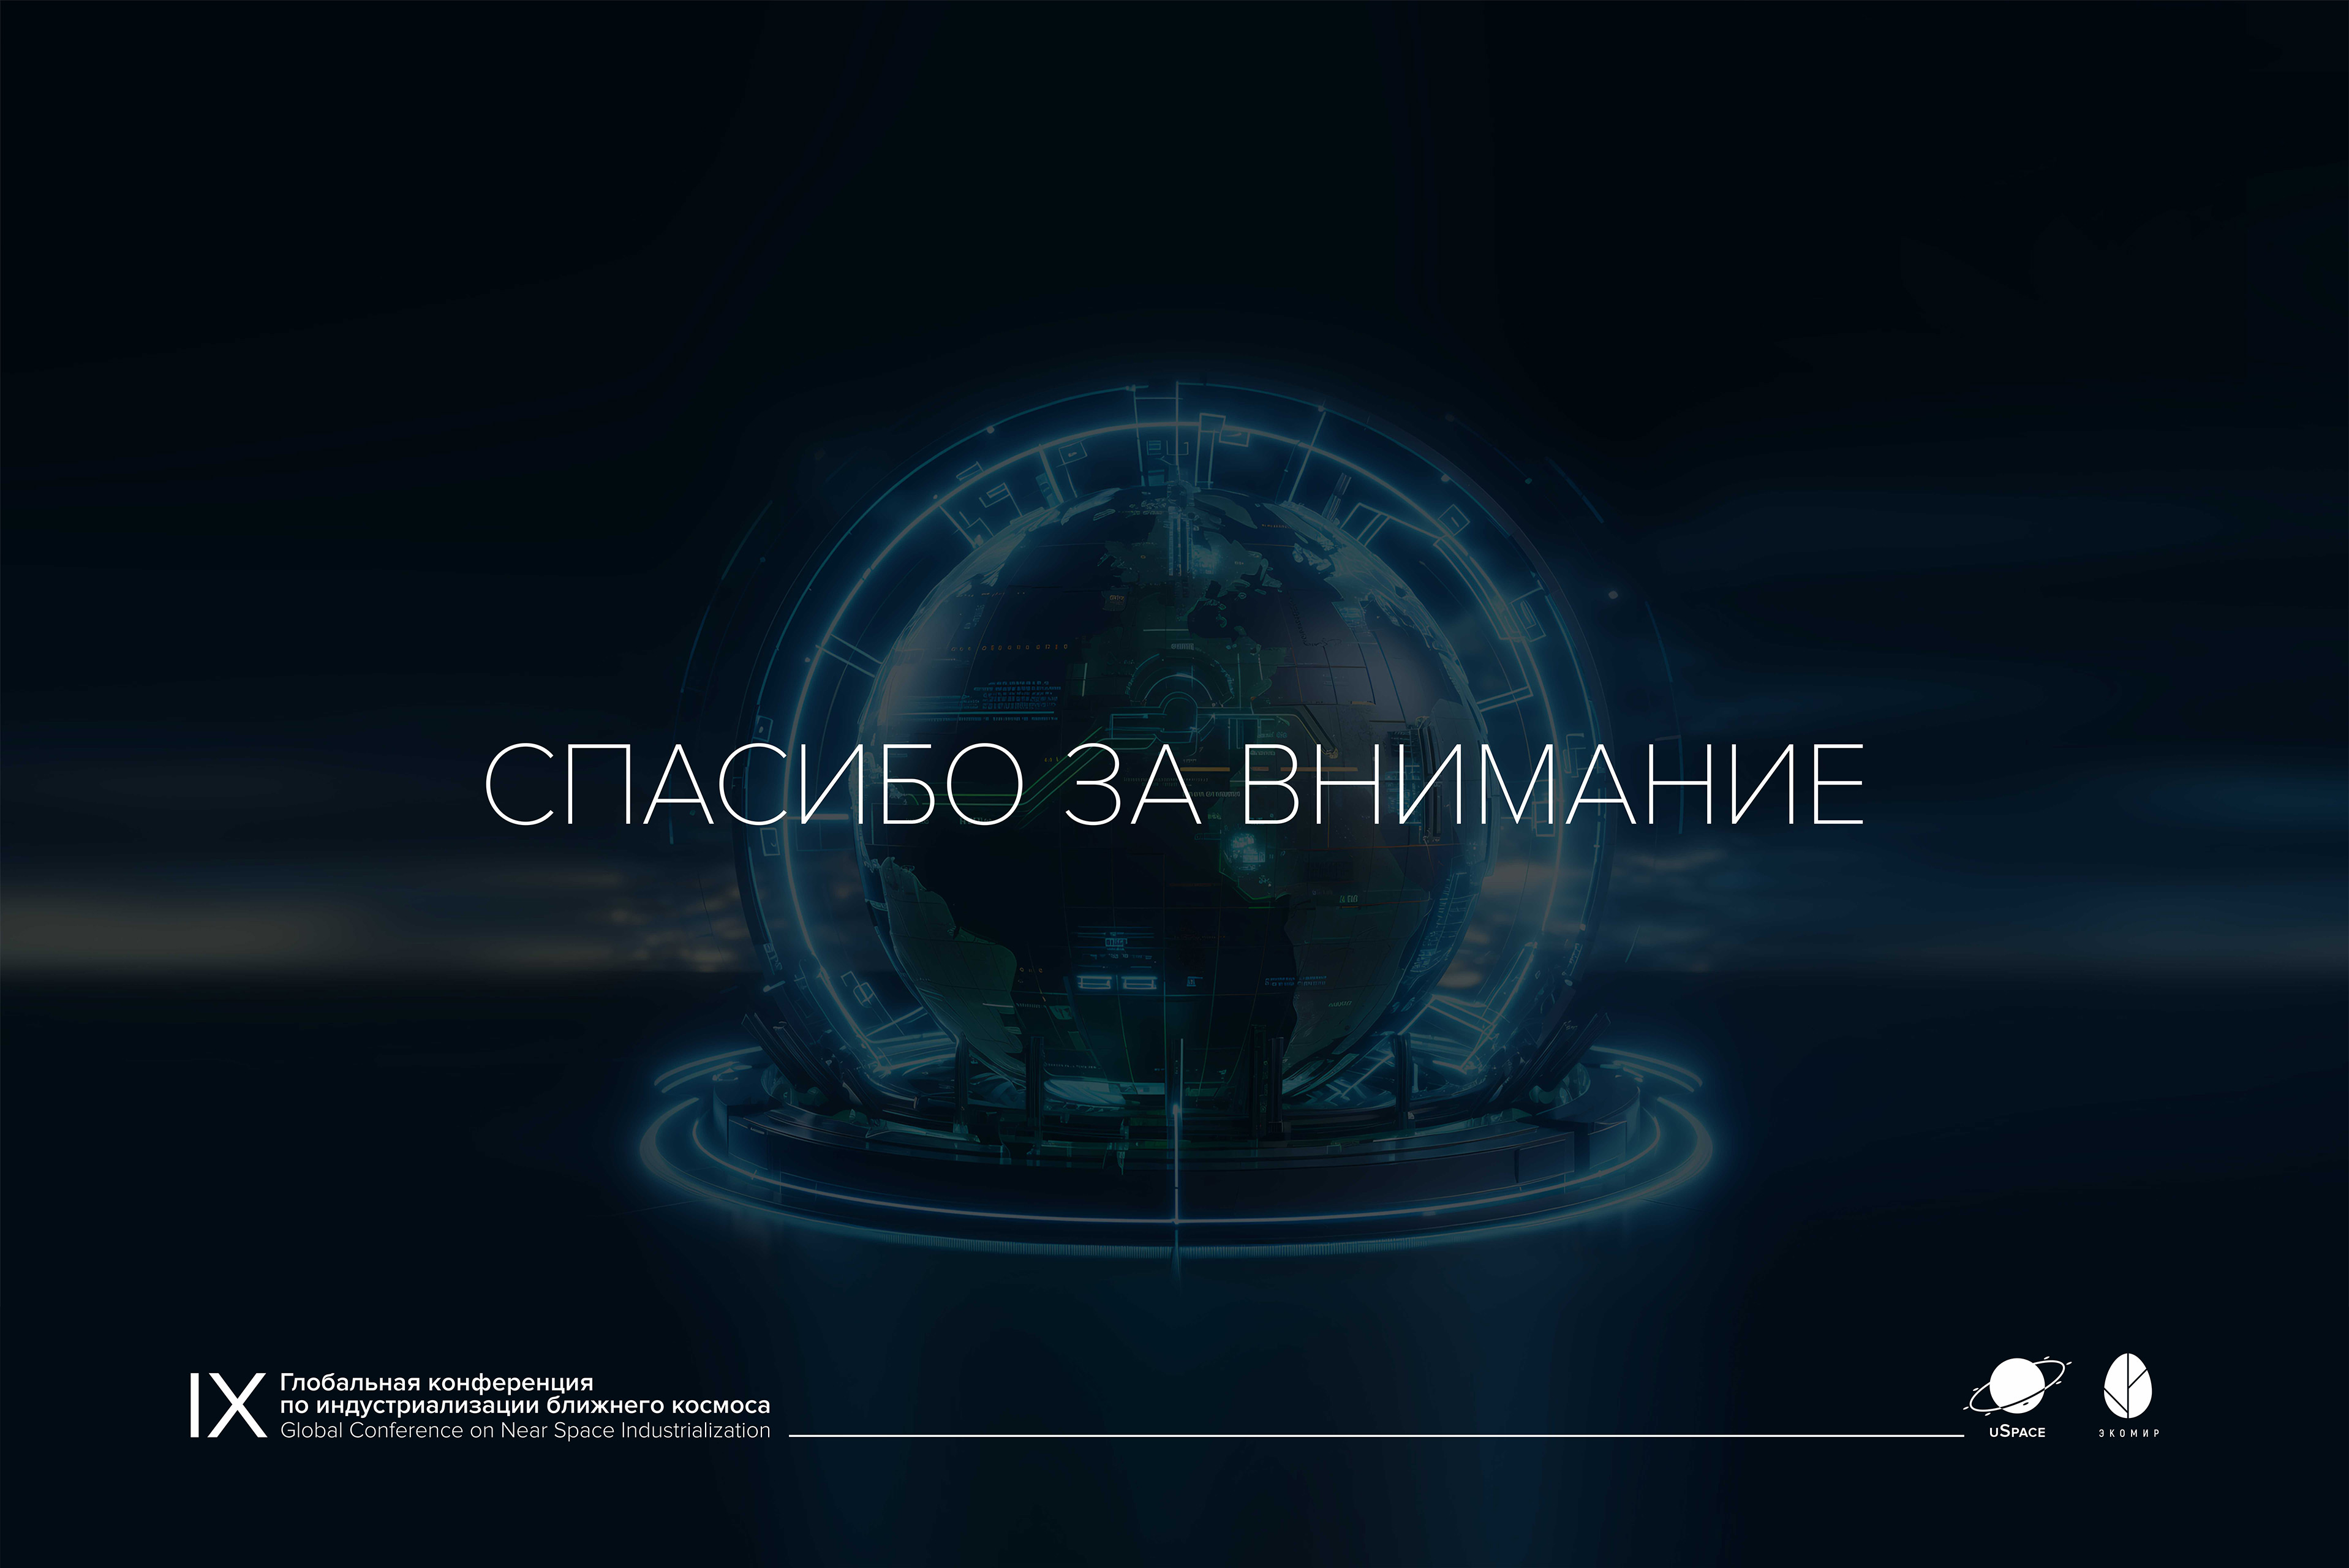 СПАСИБО ЗА ВНИМАНИЕ
IX
Глобальная конференция
по индустриализации ближнего космоса
Global Conference on Near Space Industrialization
uSPACE
ЭКОМИР